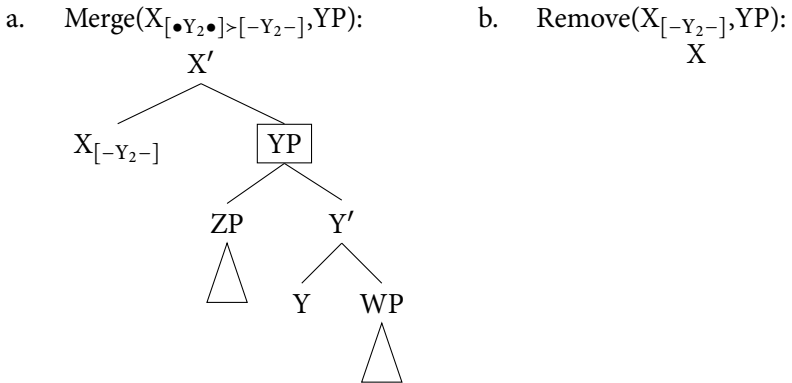 a. Merge(X[•Y₂•]≻[−Y₂−],YP): b. Remove(X[−Y₂−],YP):
X′ X
X[−Y₂−] YP
ZP Y′
Y WP